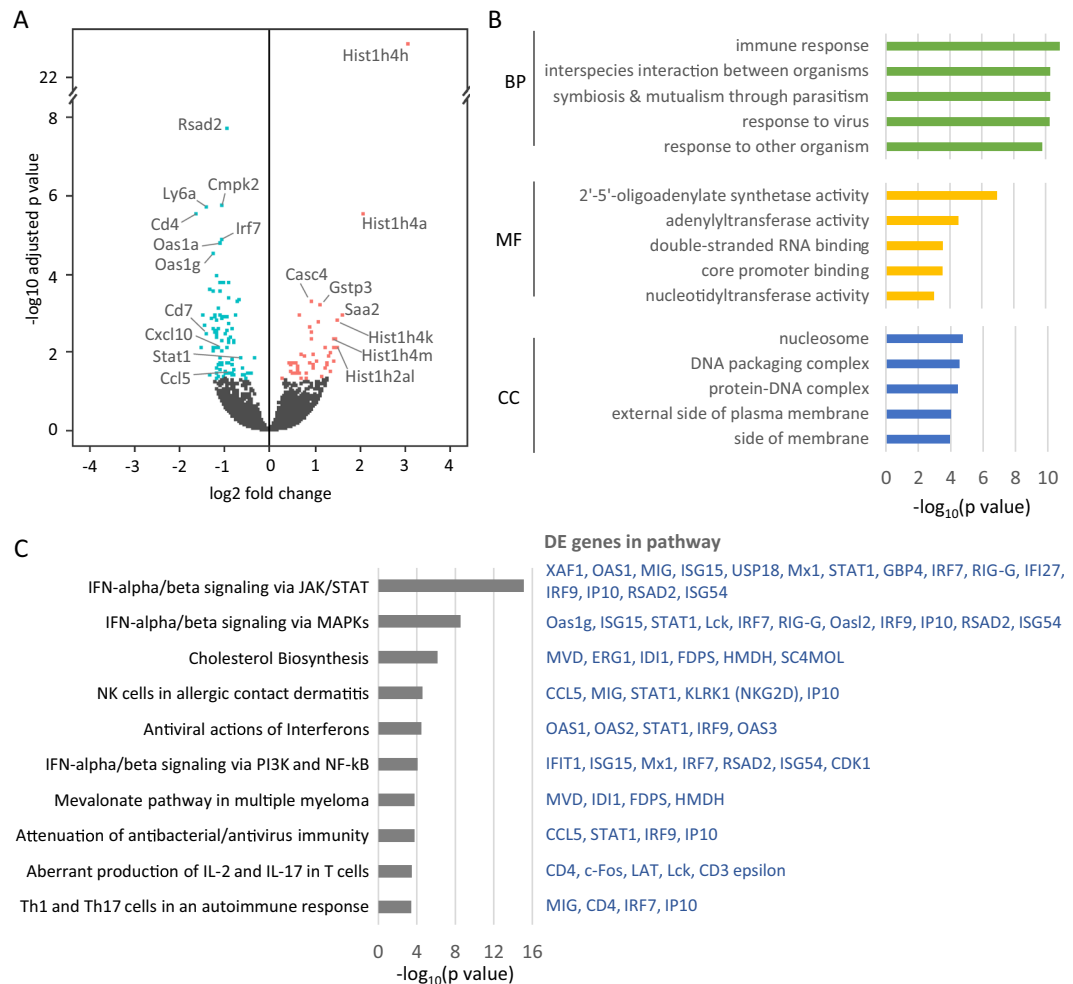 A
-log10 adjusted p value
22
8
6
4
2
0
Hist1h4h
Rsad2
Ly6a
Cmpk2
Cd4
Irf7
Oas1a
Oas1g
Hist1h4a
Casc4
Gstp3
Saa2
Cd7
Cxcl10
Hist1h4k
Stat1
Hist1h4m
Ccl5
Hist1h2al
-4 -3 -2 -1 0 1 2 3 4
log2 fold change
B
BP
immune response
interspecies interaction between organisms
symbiosis & mutualism through parasitism
response to virus
response to other organism
MF
2'-5'-oligoadenylate synthetase activity
adenylyltransferase activity
double-stranded RNA binding
core promoter binding
nucleotidyltransferase activity
CC
nucleosome
DNA packaging complex
protein-DNA complex
external side of plasma membrane
side of membrane
0 2 4 6 8 10
-log10(p value)
C
DE genes in pathway
IFN-alpha/beta signaling via JAK/STAT
XAF1, OAS1, MIG, ISG15, USP18, Mx1, STAT1, GBP4, IRF7, RIG-G, IFI27,
IRF9, IP10, RSAD2, ISG54
IFN-alpha/beta signaling via MAPKs
Oas1g, ISG15, STAT1, Lck, IRF7, RIG-G, Oasl2, IRF9, IP10, RSAD2, ISG54
Cholesterol Biosynthesis
MVD, ERG1, IDI1, FDPS, HMDH, SC4MOL
NK cells in allergic contact dermatitis
CCL5, MIG, STAT1, KLRK1 (NKG2D), IP10
Antiviral actions of Interferons
OAS1, OAS2, STAT1, IRF9, OAS3
IFN-alpha/beta signaling via PI3K and NF-kB
IFIT1, ISG15, Mx1, IRF7, RSAD2, ISG54, CDK1
Mevalonate pathway in multiple myeloma
MVD, IDI1, FDPS, HMDH
Attenuation of antibacterial/antivirus immunity
CCL5, STAT1, IRF9, IP10
Aberrant production of IL-2 and IL-17 in T cells
CD4, c-Fos, LAT, Lck, CD3 epsilon
Th1 and Th17 cells in an autoimmune response
MIG, CD4, IRF7, IP10
0 4 8 12 16
-log10(p value)